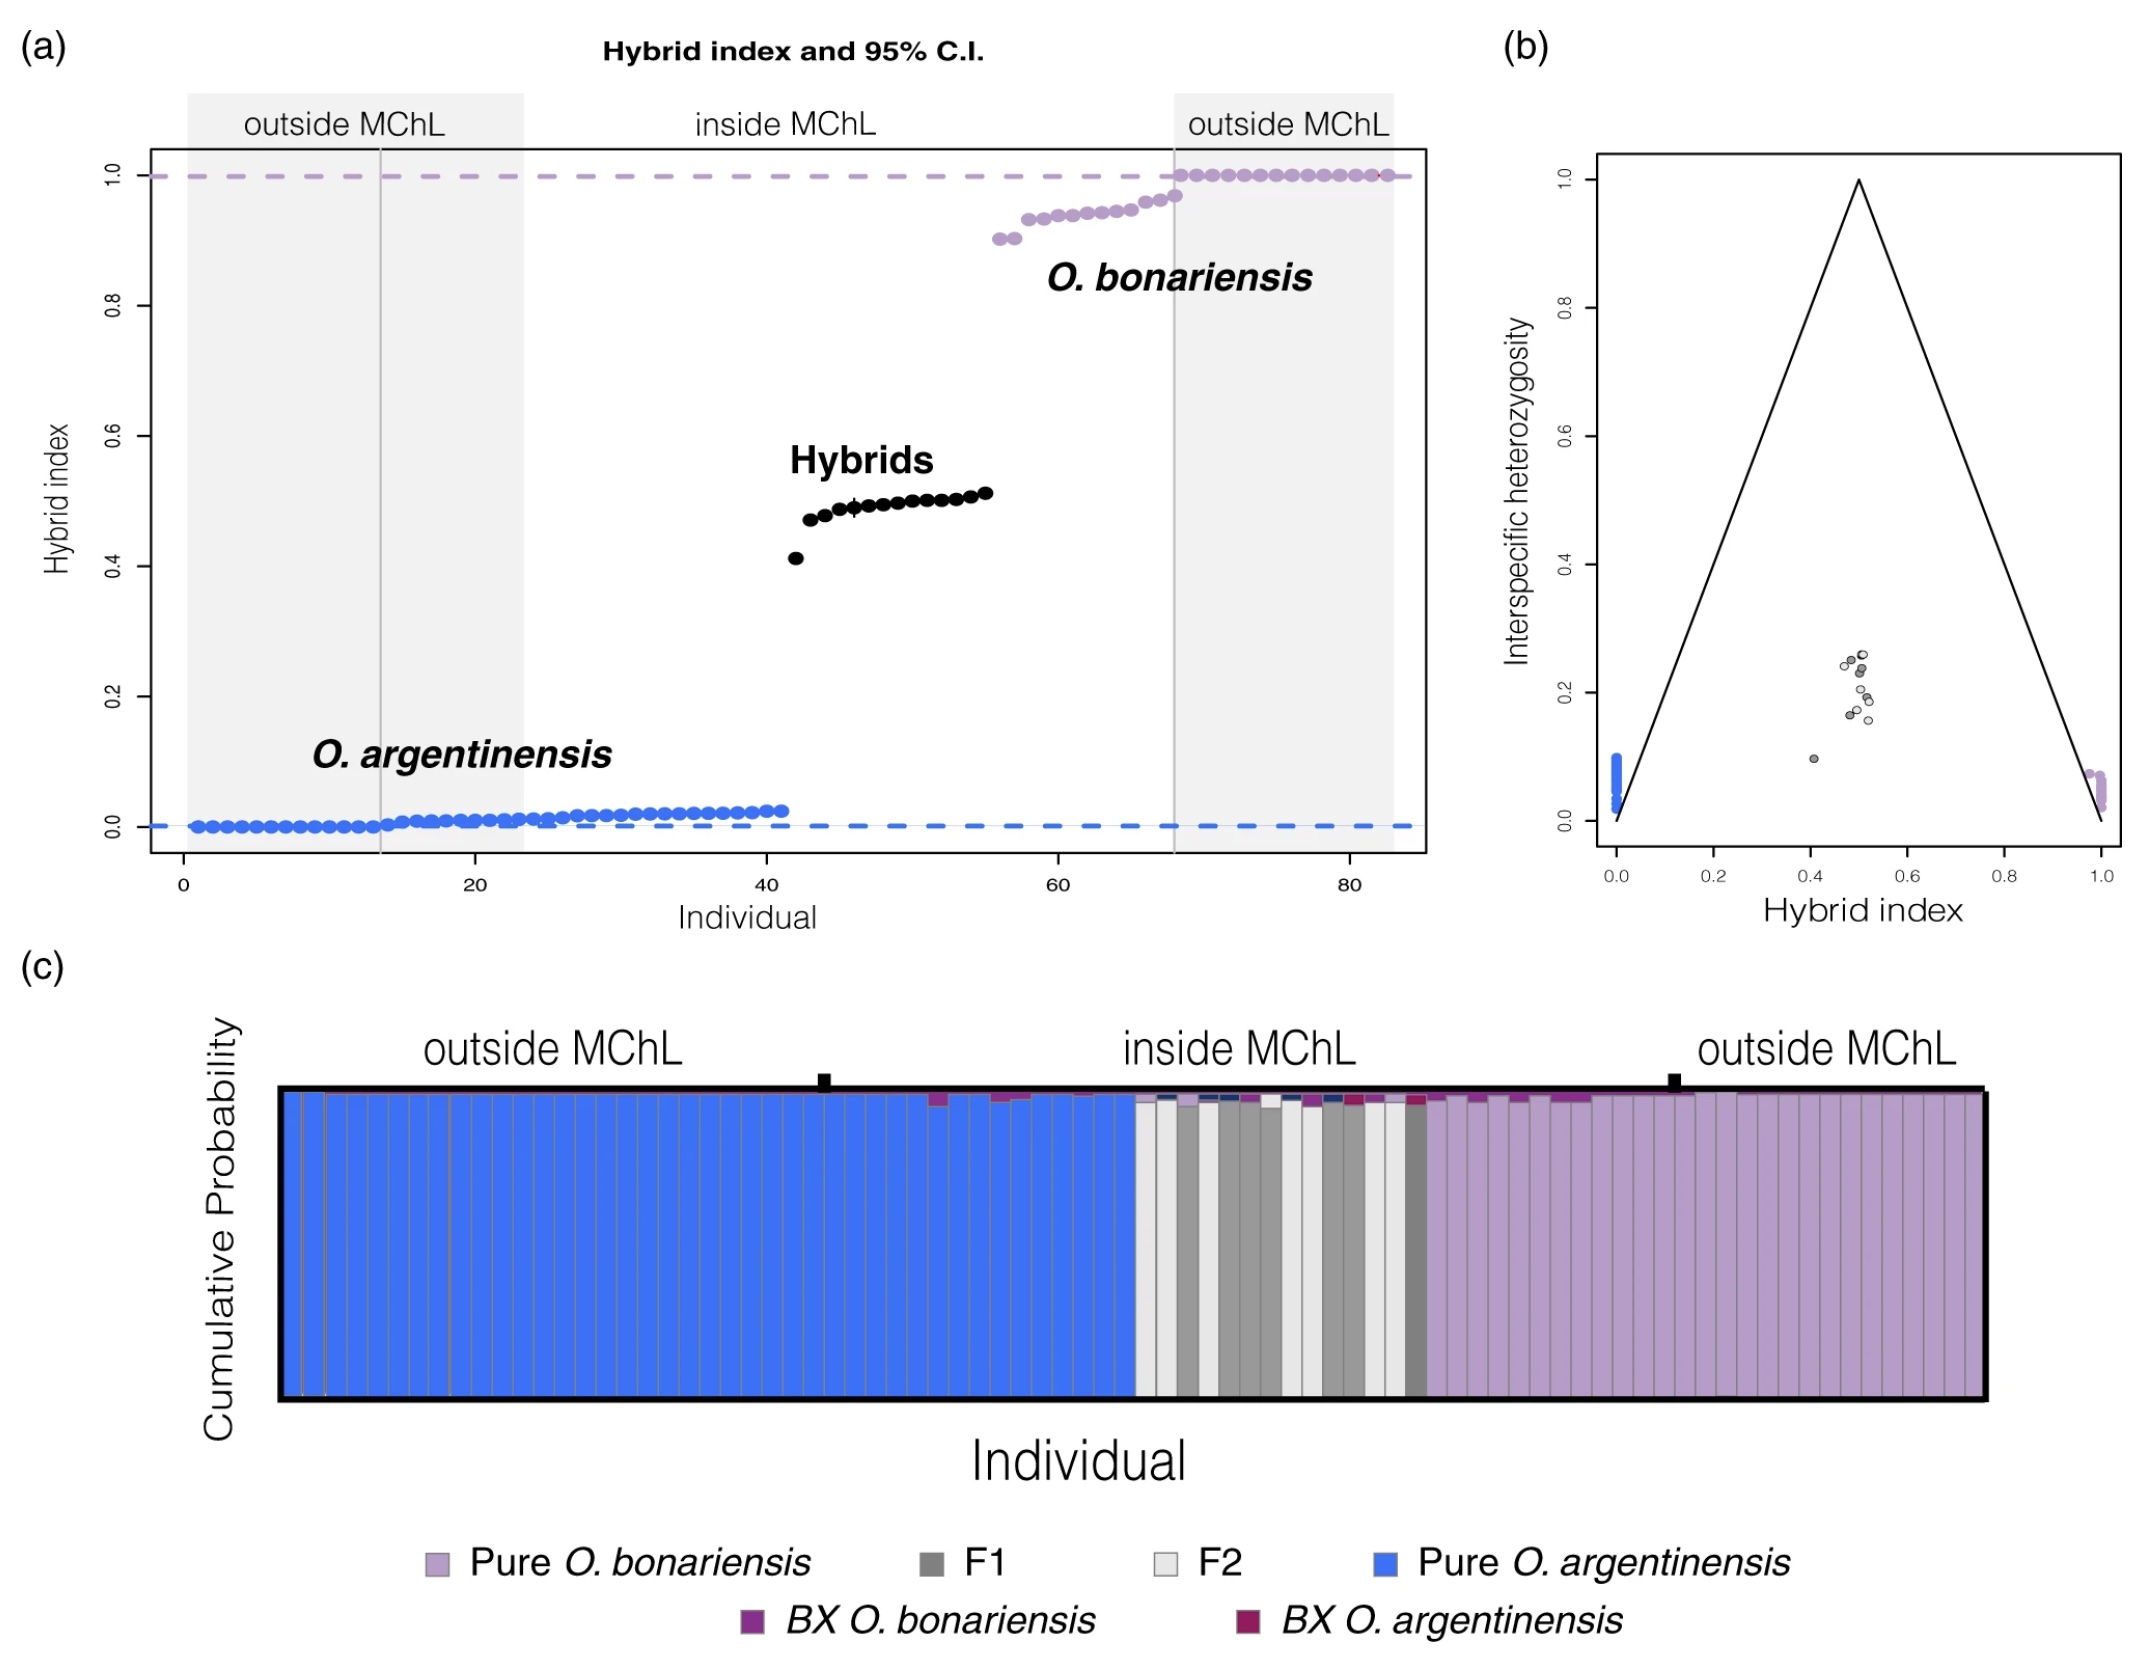 (a)
Hybrid index and 95% C.I.
outside MChL inside MChL outside MChL
Hybrid index
1.0
0.8
0.6
0.4
0.2
0.0
O. bonariensis
Hybrids
O. argentinensis
0 20 40 60 80
Individual
(b)
Interspecific heterozygosity
1.0
0.8
0.6
0.4
0.2
0.0
0.0 0.2 0.4 0.6 0.8 1.0
Hybrid index
(c)
Cumulative Probability
outside MChL inside MChL outside MChL
Individual
Pure O. bonariensis F1 F2 Pure O. argentinensis
BX O. bonariensis BX O. argentinensis